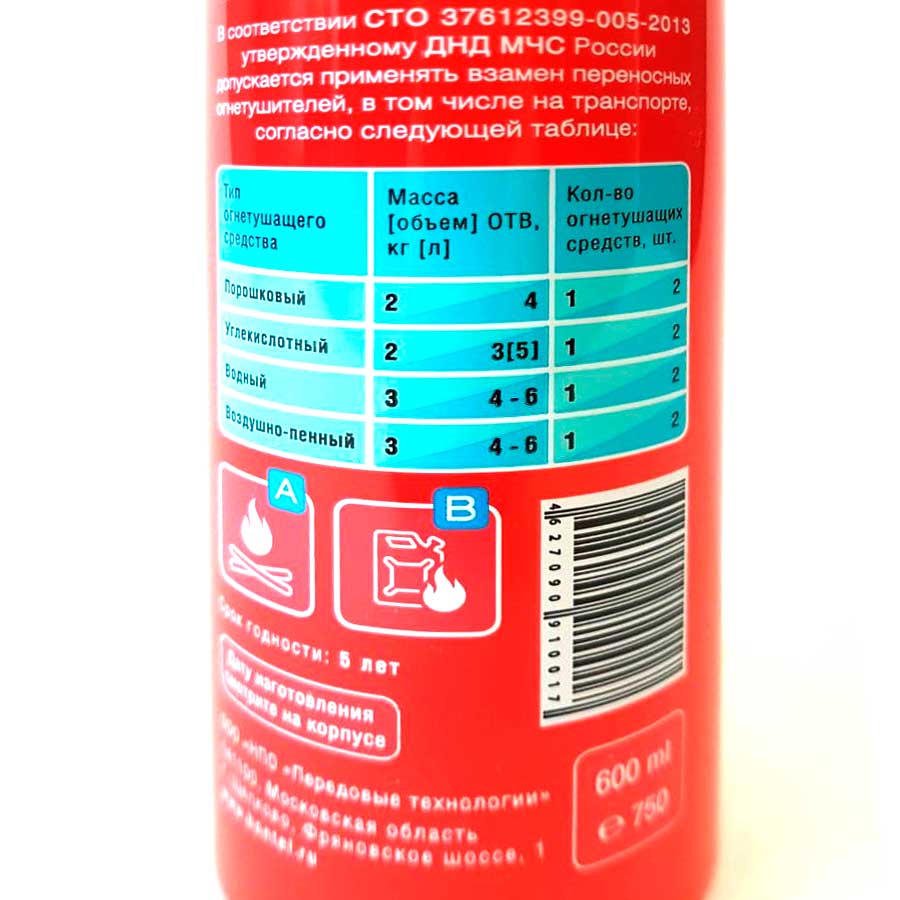 В соответствии СТО 37612399-005-2013
утвержденному ДНД МЧС России
допускается применять взамен переносных
огнетушителей, в том числе на транспорте,
согласно следующей таблице:
Тип огнетушащего средства Масса [объем] ОТВ, кг [л] Кол-во огнетушащих средств, шт.
Порошковый 2 4 1 2
Углекислотный 2 3[5] 1 2
Водный 3 4 - 6 1 2
Воздушно-пенный 3 4 - 6 1 2
A B
4627090910017
Срок годности: 5 лет
Дату изготовления
смотрите на корпусе
ООО «НПО «Передовые технологии»
Московская область
Фряновское шоссе, 1
600 ml
℮ 750